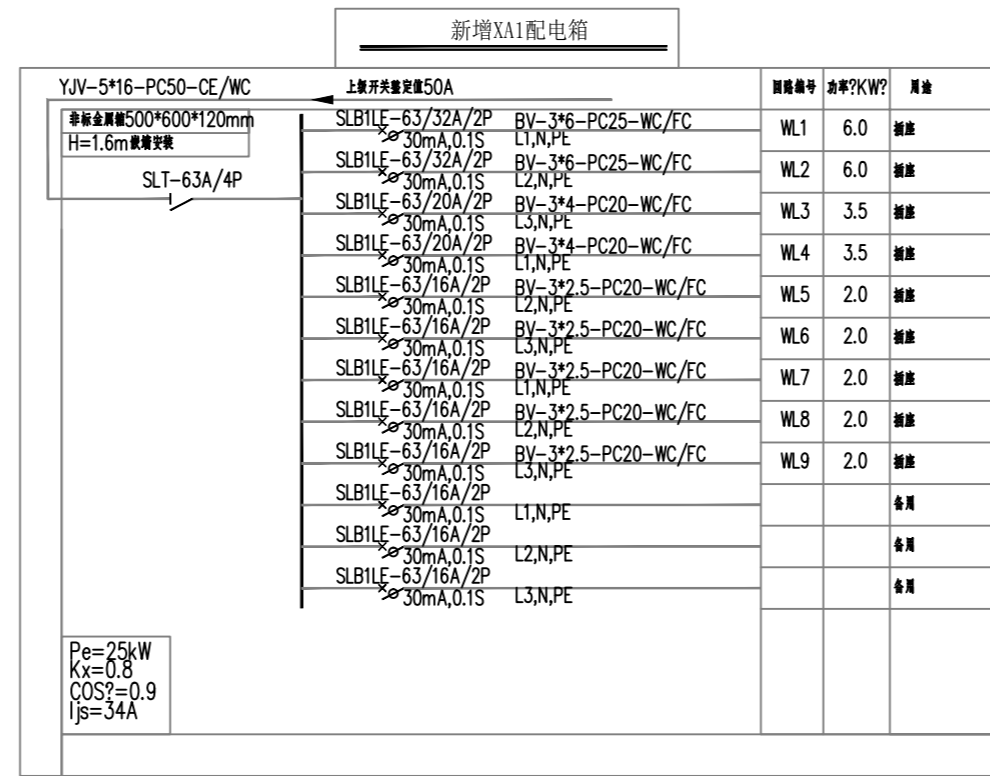 新增XA1配电箱
YJV-5*16-PC50-CE/WC
上级开关整定值50A
回路编号 功率?KW? 用途
非标金属箱500*600*120mm
H=1.6m嵌墙安装
SLT-63A/4P
SLB1LE-63/32A/2P BV-3*6-PC25-WC/FC
30mA,0.1S L1,N,PE
WL1 6.0 插座
SLB1LE-63/32A/2P BV-3*6-PC25-WC/FC
30mA,0.1S L2,N,PE
WL2 6.0 插座
SLB1LE-63/20A/2P BV-3*4-PC20-WC/FC
30mA,0.1S L3,N,PE
WL3 3.5 插座
SLB1LE-63/20A/2P BV-3*4-PC20-WC/FC
30mA,0.1S L1,N,PE
WL4 3.5 插座
SLB1LE-63/16A/2P BV-3*2.5-PC20-WC/FC
30mA,0.1S L2,N,PE
WL5 2.0 插座
SLB1LE-63/16A/2P BV-3*2.5-PC20-WC/FC
30mA,0.1S L3,N,PE
WL6 2.0 插座
SLB1LE-63/16A/2P BV-3*2.5-PC20-WC/FC
30mA,0.1S L1,N,PE
WL7 2.0 插座
SLB1LE-63/16A/2P BV-3*2.5-PC20-WC/FC
30mA,0.1S L2,N,PE
WL8 2.0 插座
SLB1LE-63/16A/2P BV-3*2.5-PC20-WC/FC
30mA,0.1S L3,N,PE
WL9 2.0 插座
SLB1LE-63/16A/2P
30mA,0.1S L1,N,PE
备用
SLB1LE-63/16A/2P
30mA,0.1S L2,N,PE
备用
SLB1LE-63/16A/2P
30mA,0.1S L3,N,PE
备用
Pe=25kW
Kx=0.8
COS?=0.9
Ijs=34A